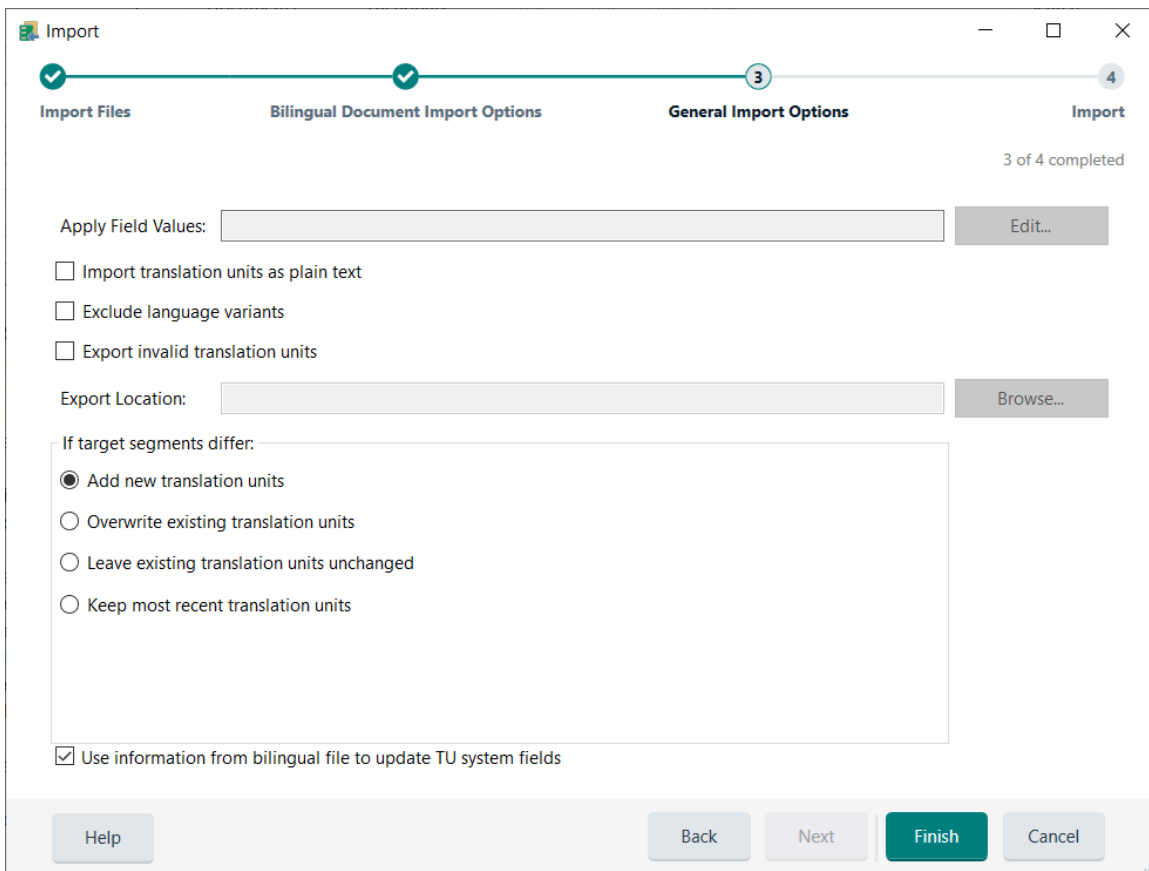 Import
3
4
Import Files
Bilingual Document Import Options
General Import Options
Import
3 of 4 completed
Apply Field Values:
Edit...
Import translation units as plain text
Exclude language variants
Export invalid translation units
Export Location:
Browse...
If target segments differ:
Add new translation units
Overwrite existing translation units
Leave existing translation units unchanged
Keep most recent translation units
Use information from bilingual file to update TU system fields
Help
Back
Next
Finish
Cancel